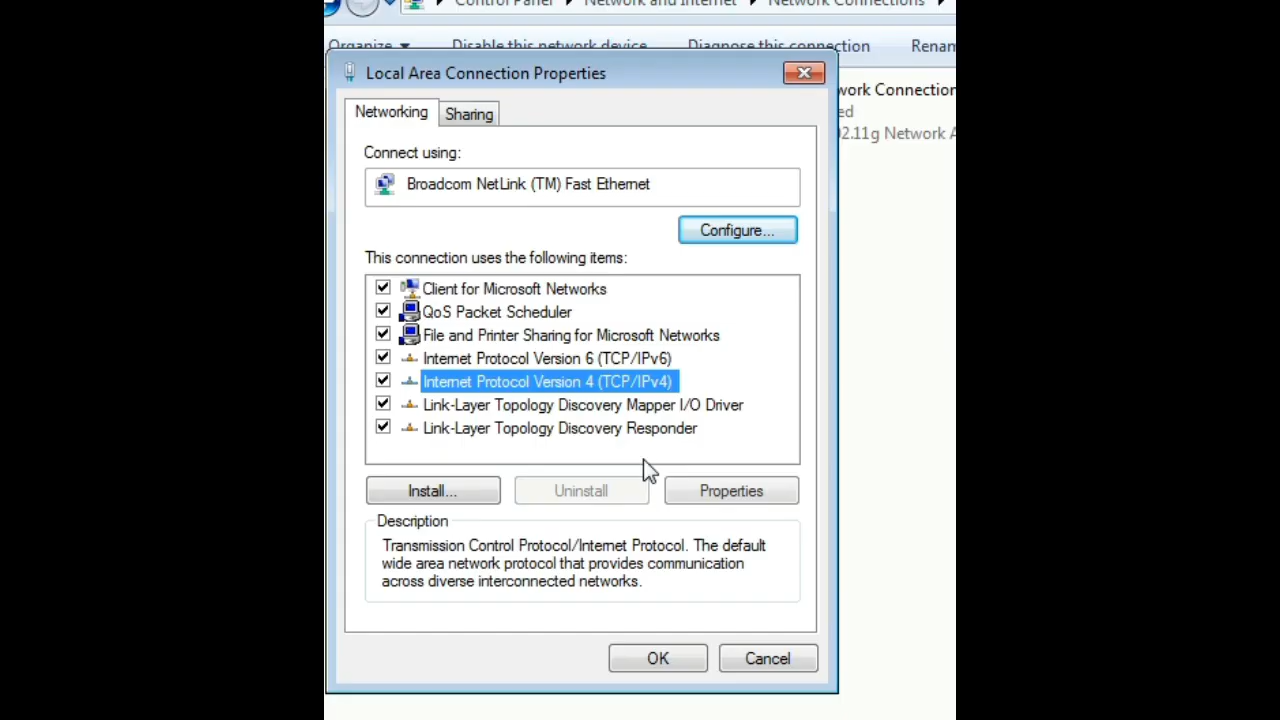 Control Panel Network and Internet Network Connections
Organize Disable this network device Diagnose this connection
Local Area Connection Properties
Networking Sharing
Connect using:
Broadcom NetLink (TM) Fast Ethernet
Configure...
This connection uses the following items:
Client for Microsoft Networks
QoS Packet Scheduler
File and Printer Sharing for Microsoft Networks
Internet Protocol Version 6 (TCP/IPv6)
Internet Protocol Version 4 (TCP/IPv4)
Link-Layer Topology Discovery Mapper I/O Driver
Link-Layer Topology Discovery Responder
Install... Uninstall Properties
Description
Transmission Control Protocol/Internet Protocol. The default
wide area network protocol that provides communication
across diverse interconnected networks.
OK Cancel
work Connection
ed
02.11g Network A